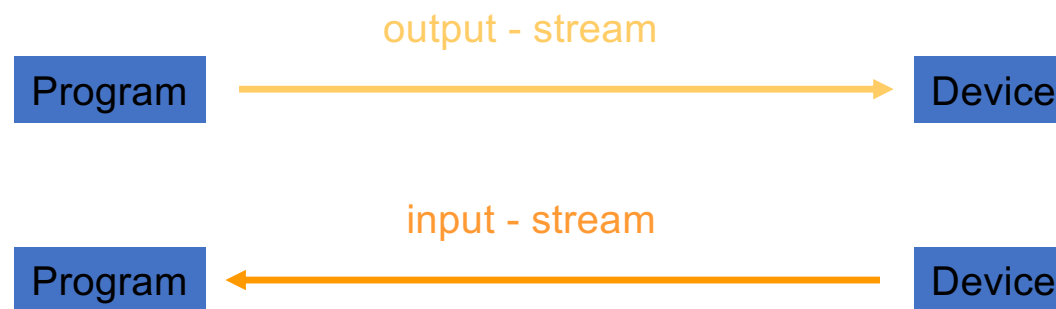 output - stream
Program Device
input - stream
Program Device